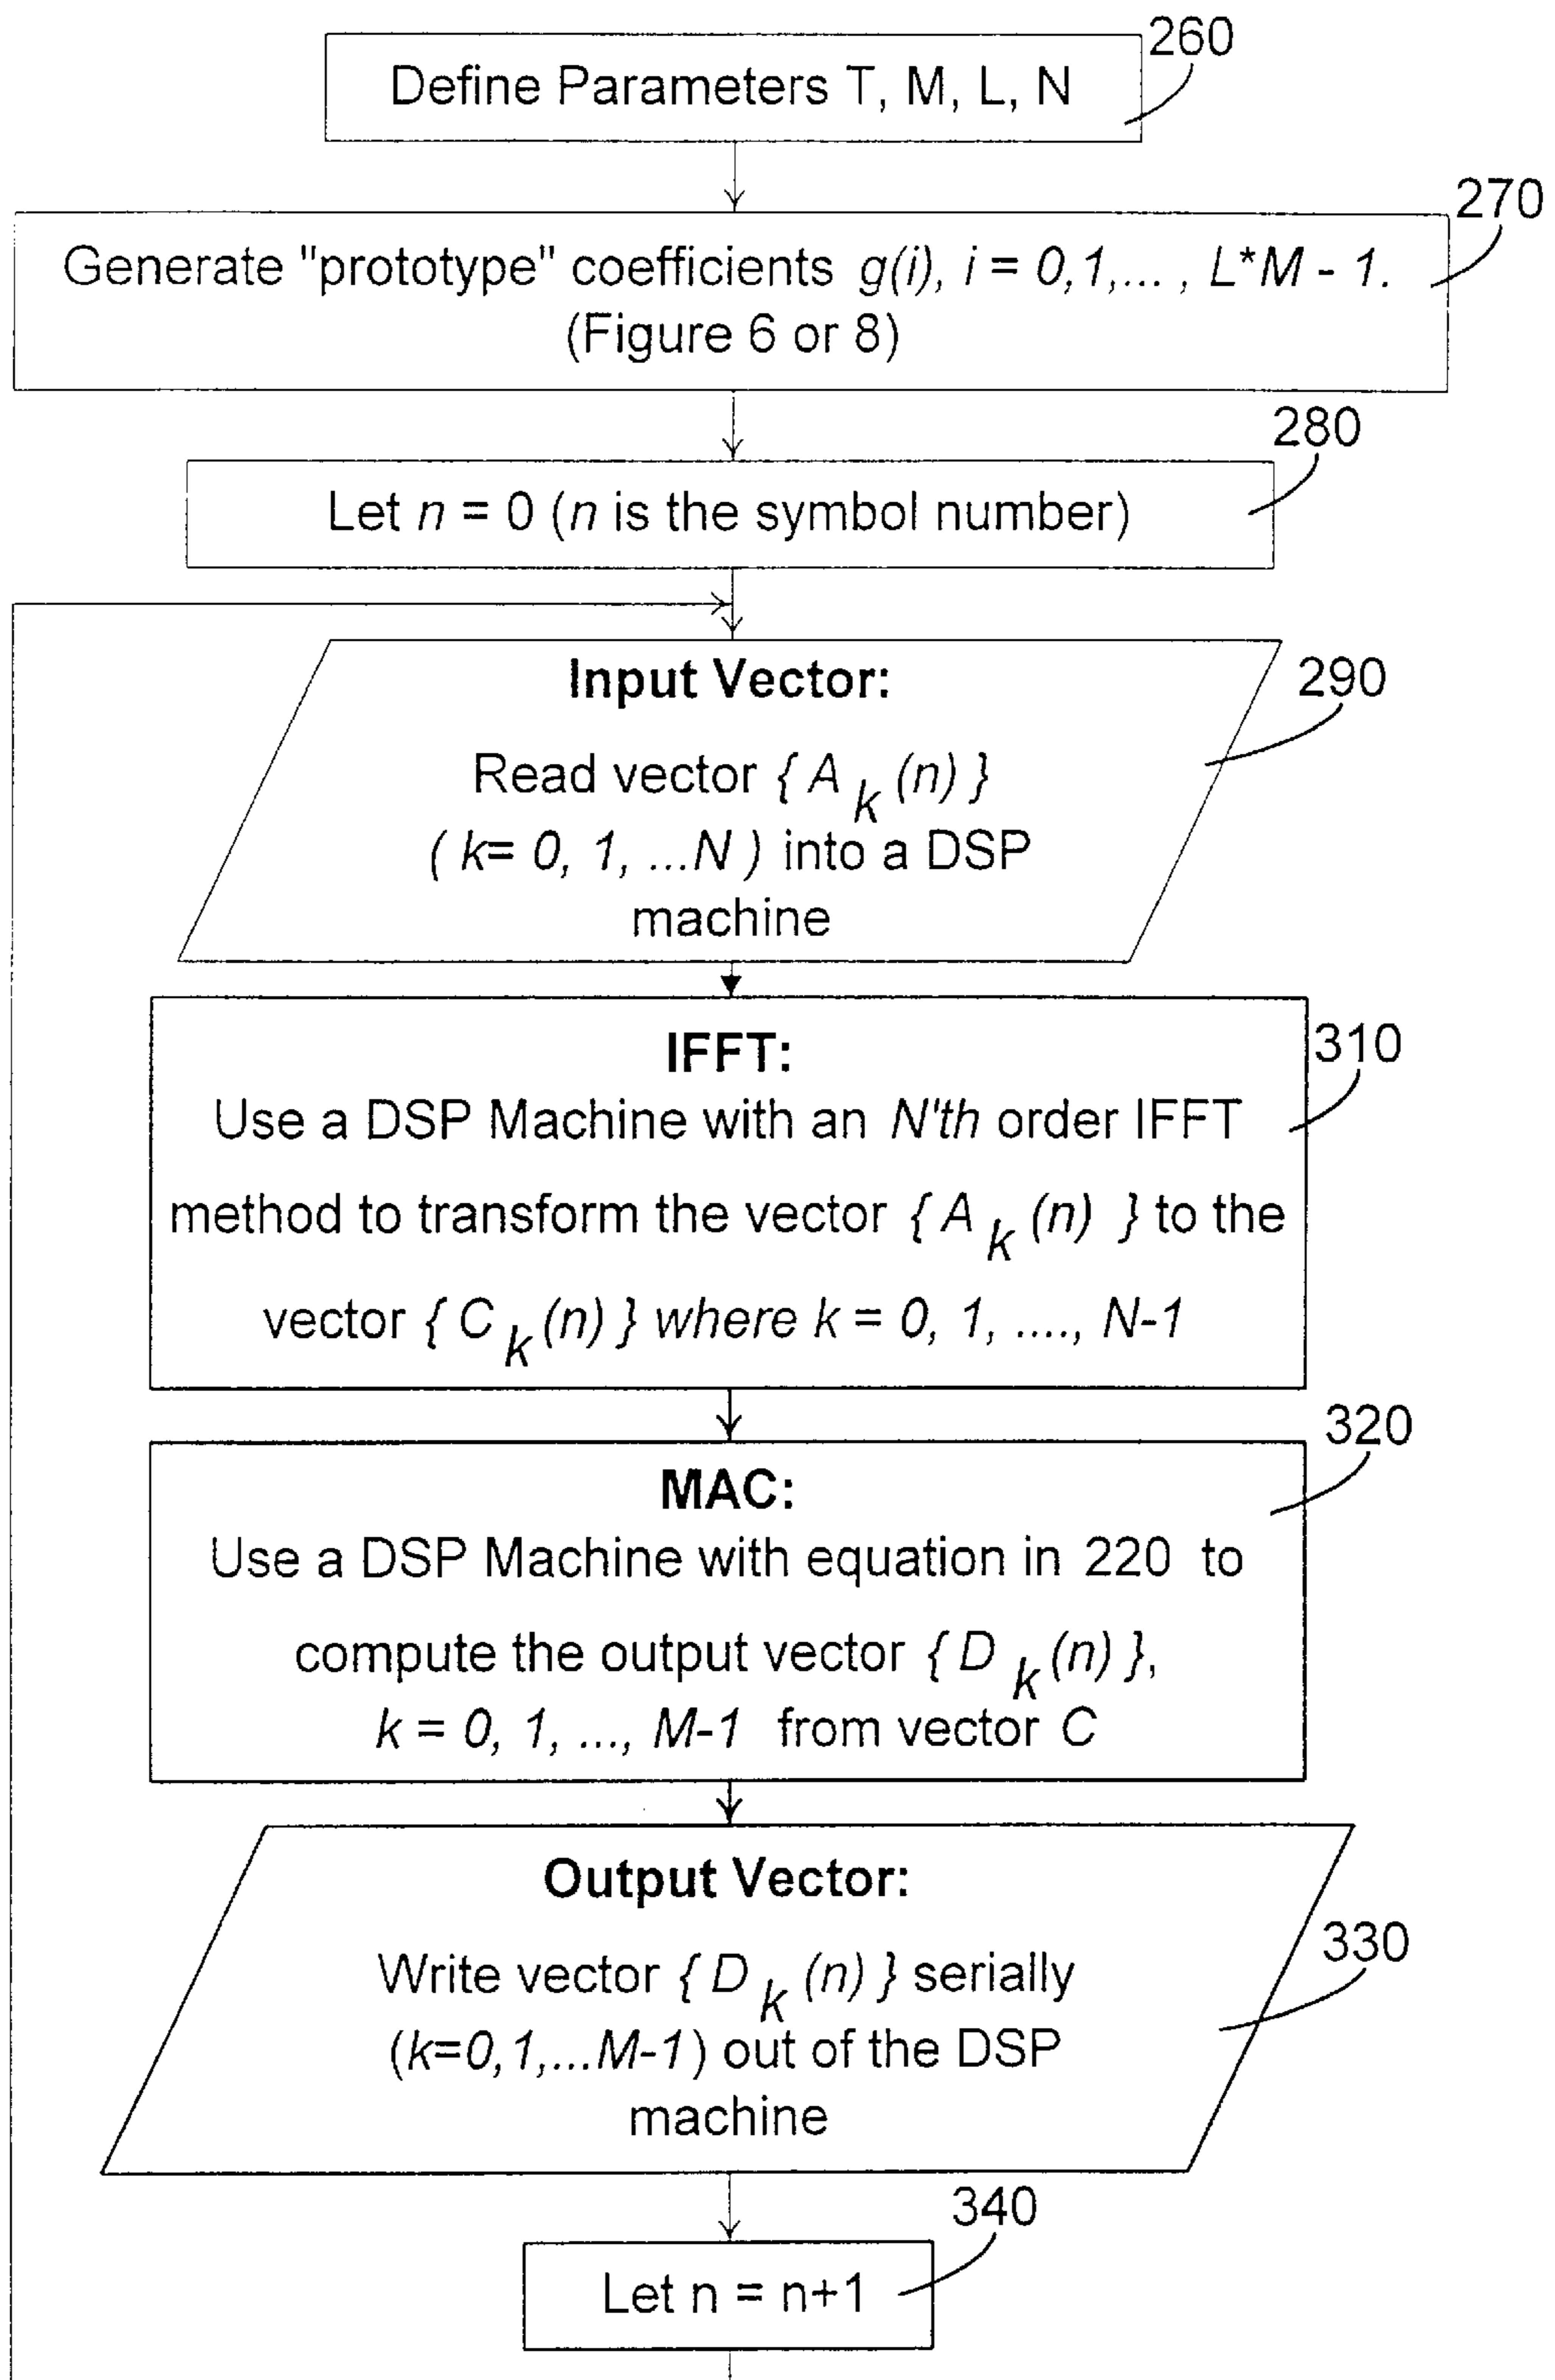 260
Define Parameters T, M, L, N
270
Generate "prototype" coefficients g(i), i = 0,1,... , L*M - 1.
(Figure 6 or 8)
280
Let n = 0 (n is the symbol number)
Input Vector:
290
Read vector { A k (n) }
( k= 0, 1, ...N ) into a DSP
machine
IFFT:
310
Use a DSP Machine with an N'th order IFFT
method to transform the vector { A k (n) } to the
vector { C k (n) } where k = 0, 1, ...., N-1
320
MAC:
Use a DSP Machine with equation in 220 to
compute the output vector { D k (n) },
k = 0, 1, ..., M-1 from vector C
Output Vector:
330
Write vector { D k (n) } serially
(k=0,1,...M-1) out of the DSP
machine
340
Let n = n+1